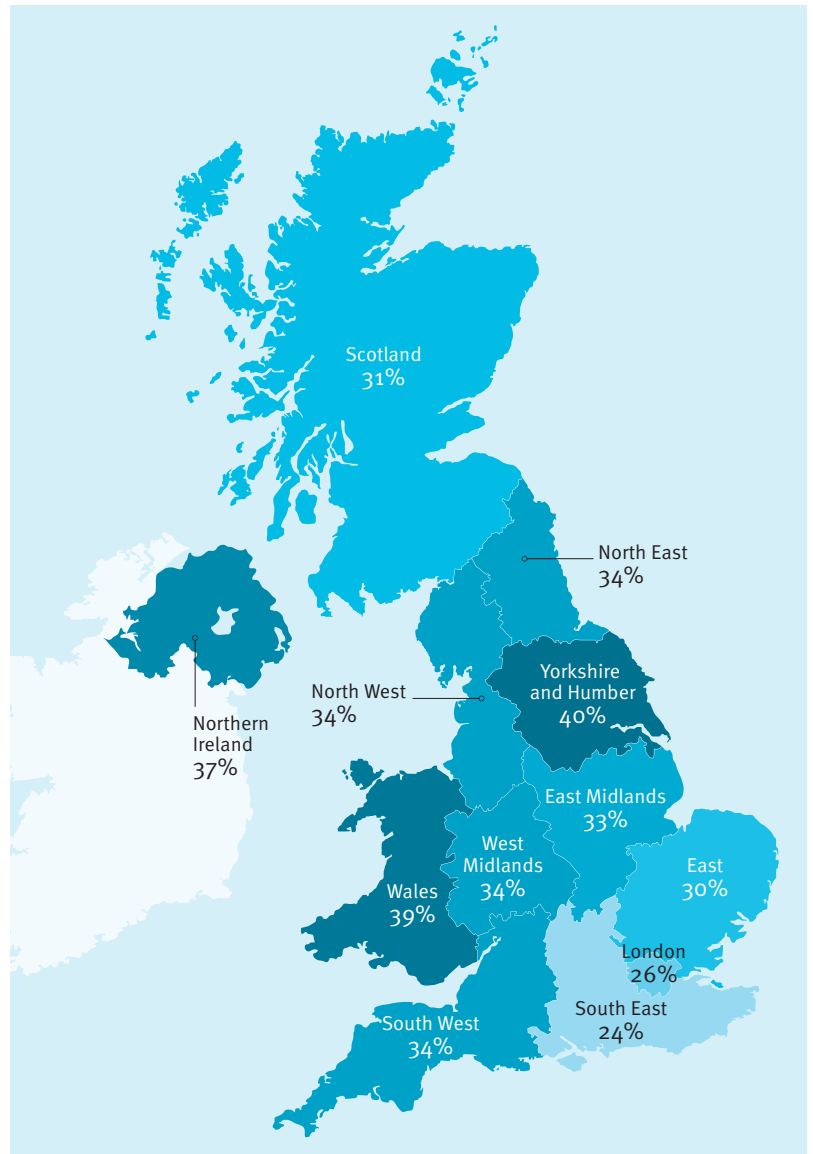 Scotland
31%
North East
34%
Yorkshire
and Humber
40%
North West
34%
Northern
Ireland
37%
East Midlands
33%
West
Midlands
34%
East
30%
Wales
39%
London
26%
South East
24%
South West
34%